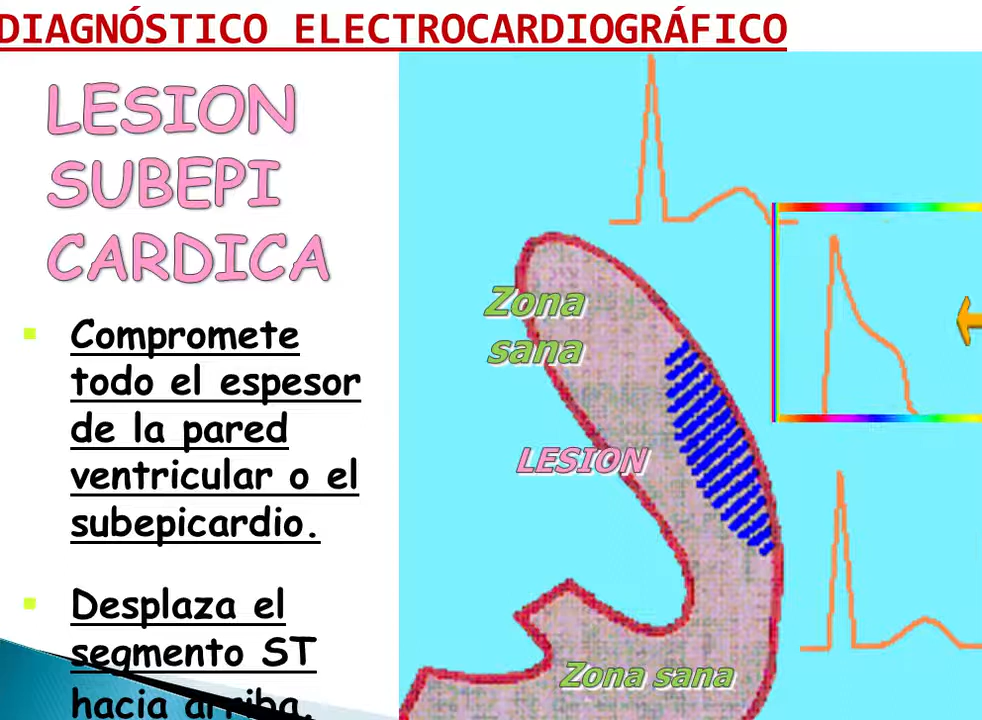 DIAGNÓSTICO ELECTROCARDIOGRÁFICO
LESION
SUBEPI
CARDICA
Compromete
todo el espesor
de la pared
ventricular o el
subepicardio.
Desplaza el
segmento ST
hacia arriba.
Zona
sana
LESION
Zona sana